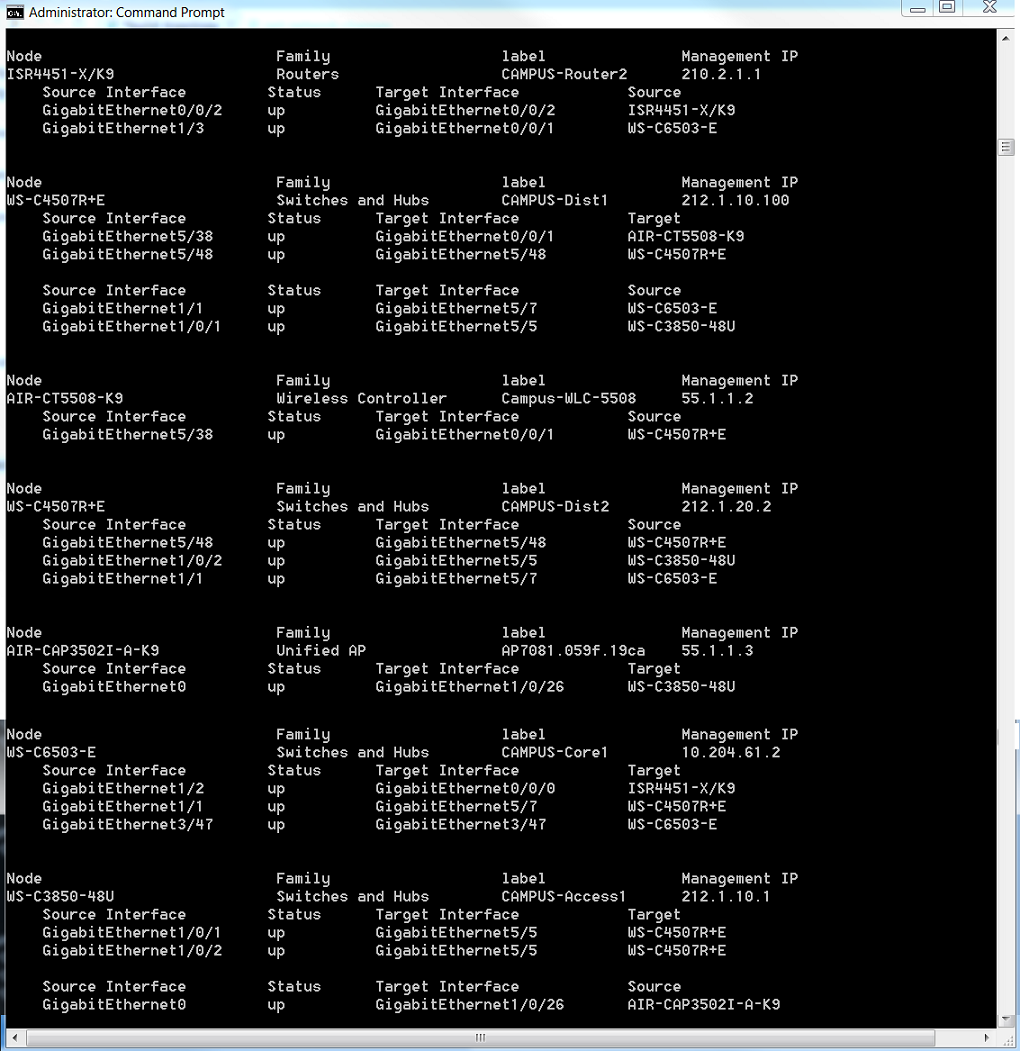 Administrator: Command Prompt
Node Family label Management IP
ISR4451-X/K9 Routers CAMPUS-Router2 210.2.1.1
Source Interface Status Target Interface Source
GigabitEthernet0/0/2 up GigabitEthernet0/0/2 ISR4451-X/K9
GigabitEthernet1/3 up GigabitEthernet0/0/1 WS-C6503-E
Node Family label Management IP
WS-C4507R+E Switches and Hubs CAMPUS-Dist1 212.1.10.100
Source Interface Status Target Interface Target
GigabitEthernet5/38 up GigabitEthernet0/0/1 AIR-CT5508-K9
GigabitEthernet5/48 up GigabitEthernet5/48 WS-C4507R+E
Source Interface Status Target Interface Source
GigabitEthernet1/1 up GigabitEthernet5/7 WS-C6503-E
GigabitEthernet1/0/1 up GigabitEthernet5/5 WS-C3850-48U
Node Family label Management IP
AIR-CT5508-K9 Wireless Controller Campus-WLC-5508 55.1.1.2
Source Interface Status Target Interface Source
GigabitEthernet5/38 up GigabitEthernet0/0/1 WS-C4507R+E
Node Family label Management IP
WS-C4507R+E Switches and Hubs CAMPUS-Dist2 212.1.20.2
Source Interface Status Target Interface Source
GigabitEthernet5/48 up GigabitEthernet5/48 WS-C4507R+E
GigabitEthernet1/0/2 up GigabitEthernet5/5 WS-C3850-48U
GigabitEthernet1/1 up GigabitEthernet5/7 WS-C6503-E
Node Family label Management IP
AIR-CAP3502I-A-K9 Unified AP AP7081.059f.19ca 55.1.1.3
Source Interface Status Target Interface Target
GigabitEthernet0 up GigabitEthernet1/0/26 WS-C3850-48U
Node Family label Management IP
WS-C6503-E Switches and Hubs CAMPUS-Core1 10.204.61.2
Source Interface Status Target Interface Target
GigabitEthernet1/2 up GigabitEthernet0/0/0 ISR4451-X/K9
GigabitEthernet1/1 up GigabitEthernet5/7 WS-C4507R+E
GigabitEthernet3/47 up GigabitEthernet3/47 WS-C6503-E
Node Family label Management IP
WS-C3850-48U Switches and Hubs CAMPUS-Access1 212.1.10.1
Source Interface Status Target Interface Target
GigabitEthernet1/0/1 up GigabitEthernet5/5 WS-C4507R+E
GigabitEthernet1/0/2 up GigabitEthernet5/5 WS-C4507R+E
Source Interface Status Target Interface Source
GigabitEthernet0 up GigabitEthernet1/0/26 AIR-CAP3502I-A-K9